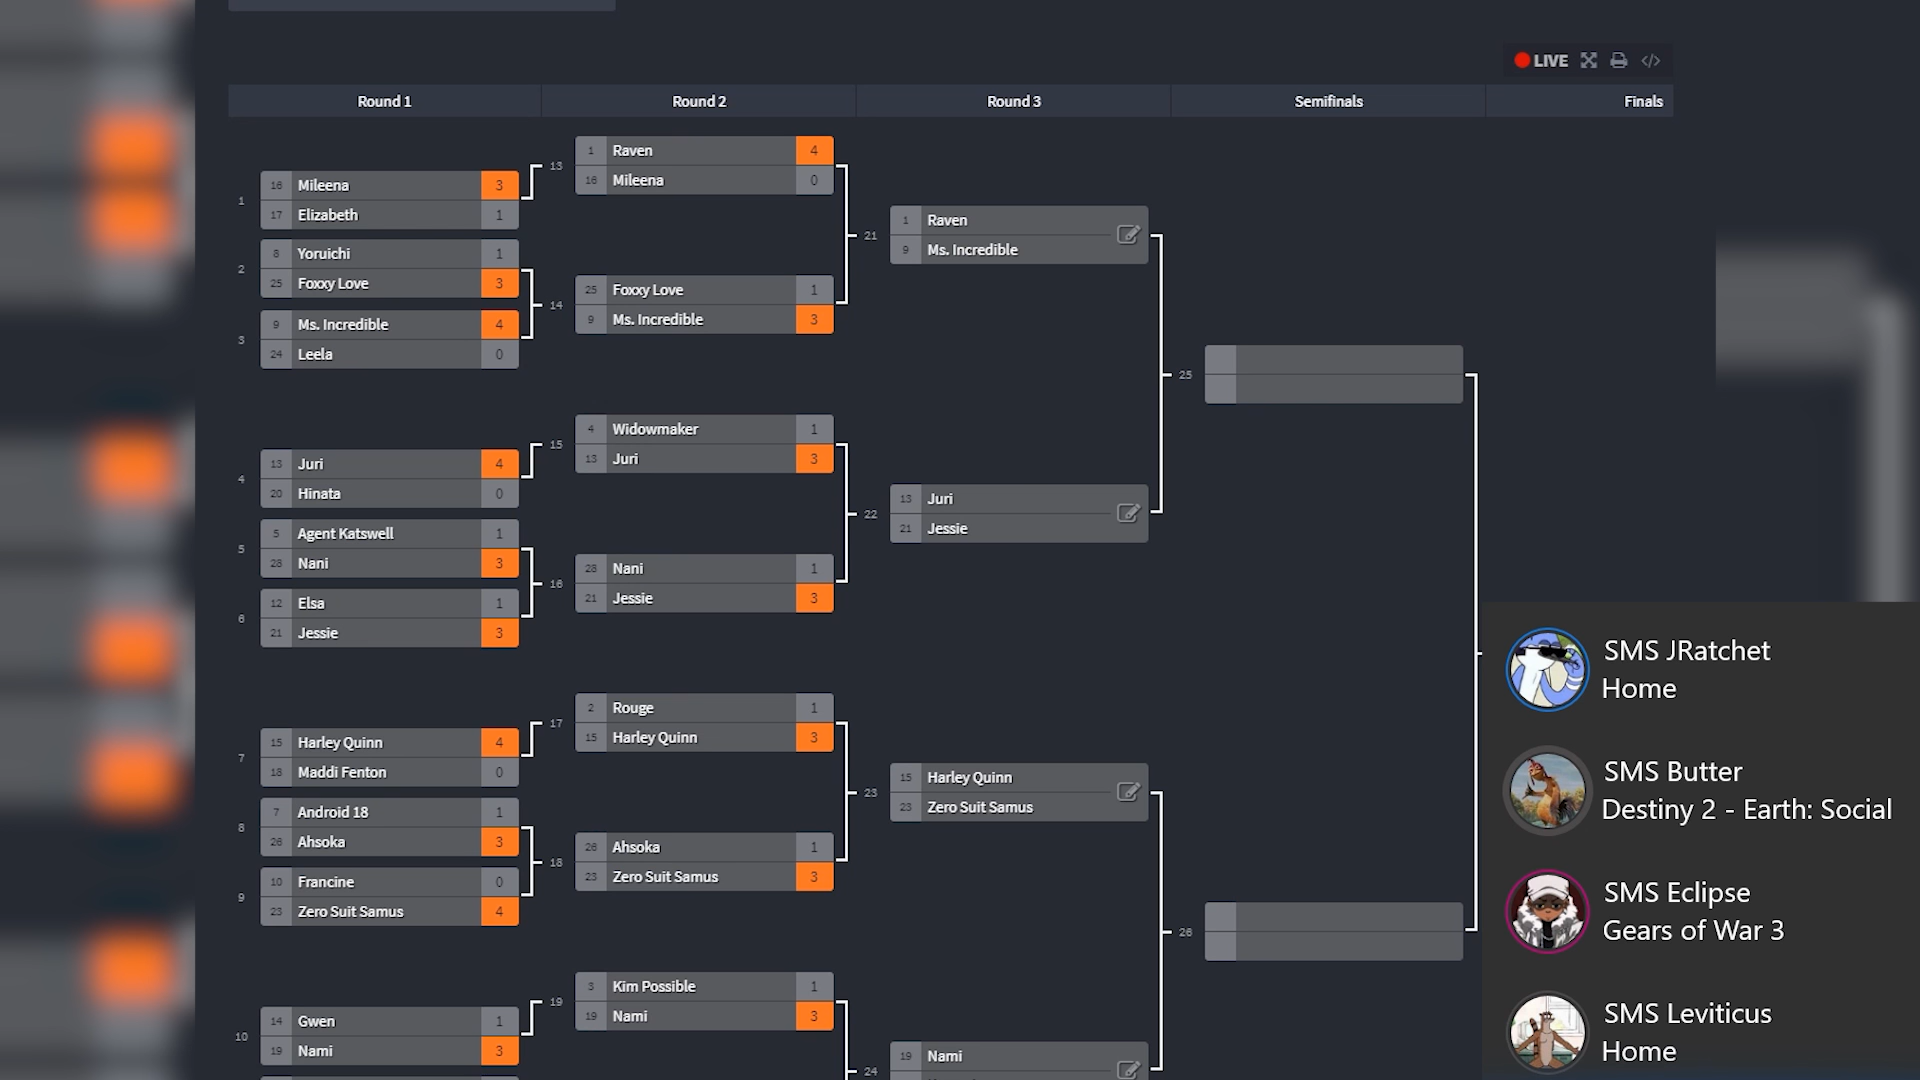 LIVE
Round 1 Round 2 Round 3 Semifinals Finals
1
16 Mileena 3
17 Elizabeth 1
2
8 Yoruichi 1
25 Foxxy Love 3
3
9 Ms. Incredible 4
24 Leela 0
4
13 Juri 4
20 Hinata 0
5
5 Agent Katswell 1
28 Nani 3
6
12 Elsa 1
21 Jessie 3
7
15 Harley Quinn 4
18 Maddi Fenton 0
8
7 Android 18 1
26 Ahsoka 3
9
10 Francine 0
23 Zero Suit Samus 4
10
14 Gwen 1
19 Nami 3
13
1 Raven 4
16 Mileena 0
14
25 Foxxy Love 1
9 Ms. Incredible 3
15
4 Widowmaker 1
13 Juri 3
16
28 Nani 1
21 Jessie 3
17
2 Rouge 1
15 Harley Quinn 3
18
26 Ahsoka 1
23 Zero Suit Samus 3
19
3 Kim Possible 1
19 Nami 3
21
1 Raven
9 Ms. Incredible
22
13 Juri
21 Jessie
23
15 Harley Quinn
23 Zero Suit Samus
24
19 Nami
25
26
SMS JRatchet
Home
SMS Butter
Destiny 2 - Earth: Social
SMS Eclipse
Gears of War 3
SMS Leviticus
Home